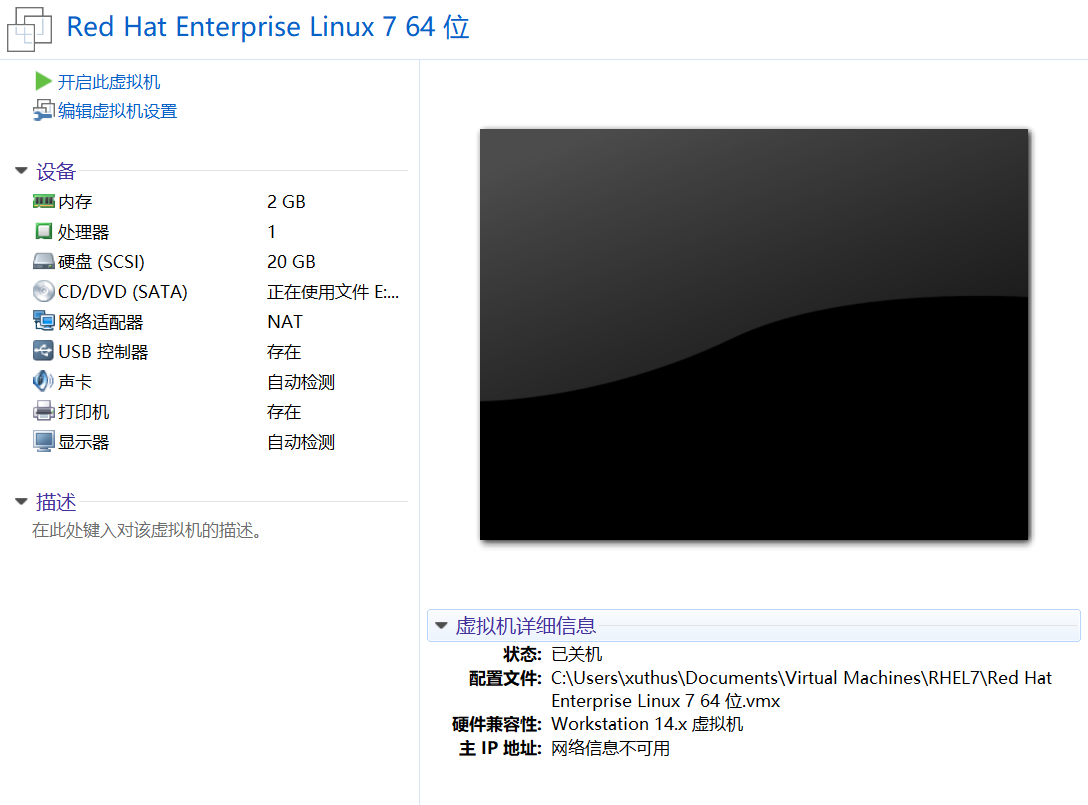 Red Hat Enterprise Linux 7 64 位
开启此虚拟机
编辑虚拟机设置
设备
内存 2 GB
处理器 1
硬盘 (SCSI) 20 GB
CD/DVD (SATA) 正在使用文件 E:...
网络适配器 NAT
USB 控制器 存在
声卡 自动检测
打印机 存在
显示器 自动检测
描述
在此处键入对该虚拟机的描述。
虚拟机详细信息
状态: 已关机
配置文件: C:\Users\xuthus\Documents\Virtual Machines\RHEL7\Red Hat
Enterprise Linux 7 64 位.vmx
硬件兼容性: Workstation 14.x 虚拟机
主 IP 地址: 网络信息不可用